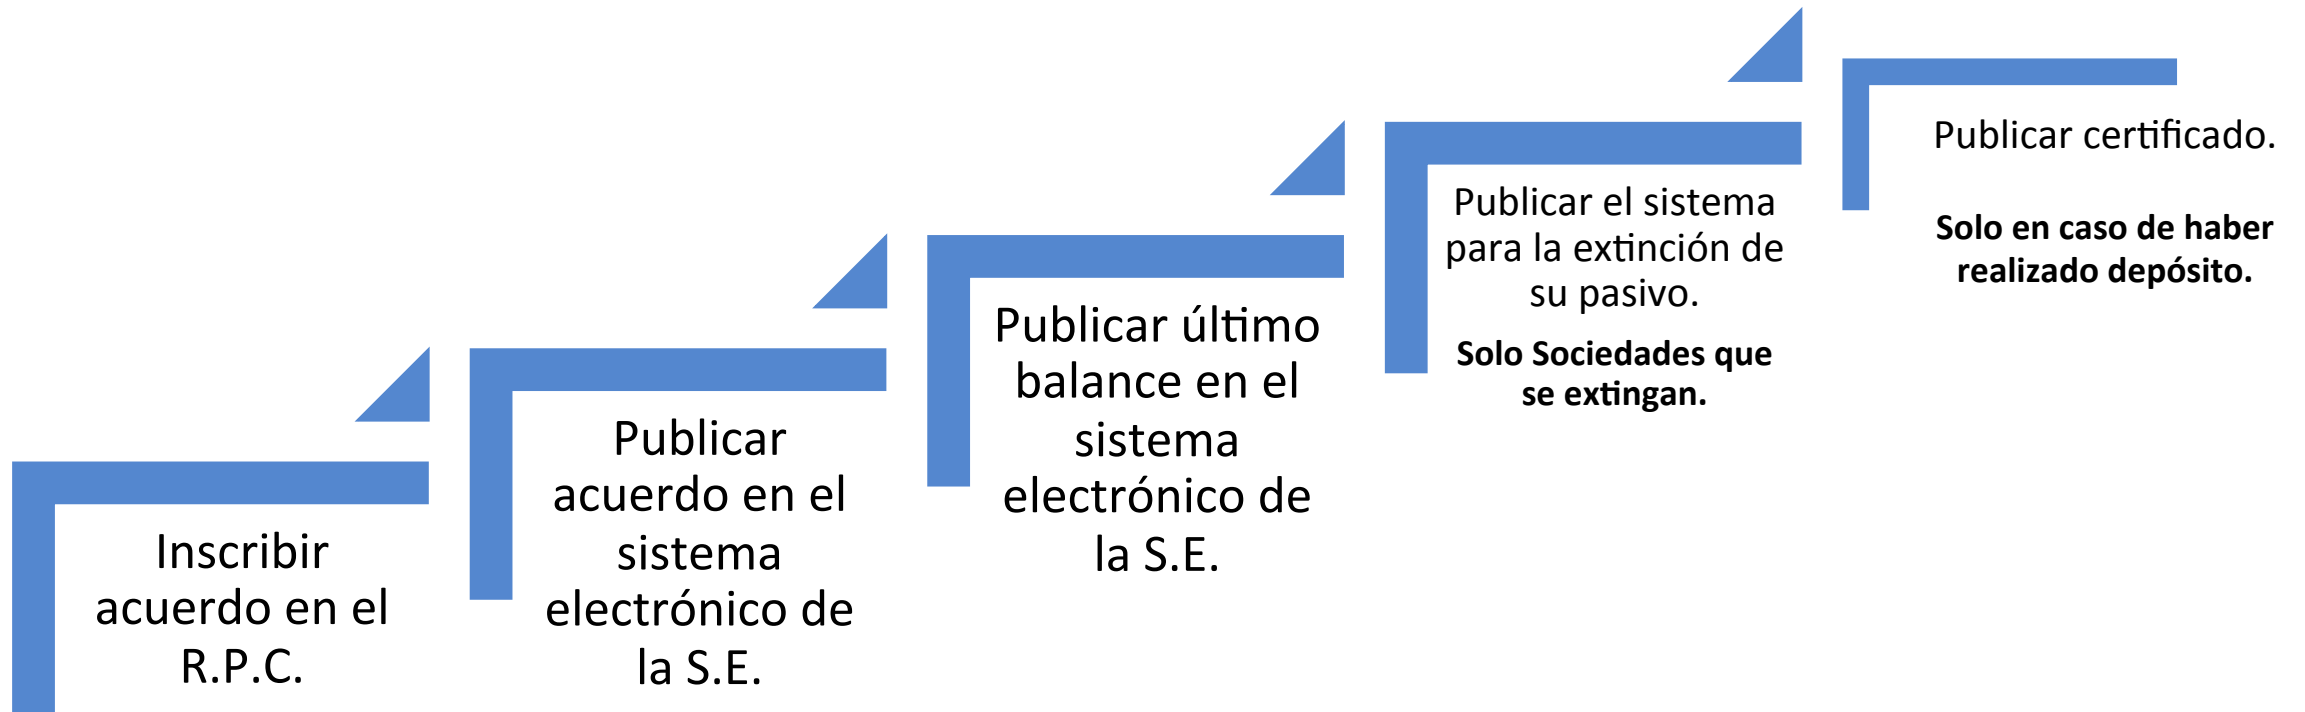 Inscribir
acuerdo en el
R.P.C.
Publicar
acuerdo en el
sistema
electrónico de
la S.E.
Publicar último
balance en el
sistema
electrónico de
la S.E.
Publicar el sistema
para la extinción de
su pasivo.
Solo Sociedades que
se extingan.
Publicar certificado.
Solo en caso de haber
realizado depósito.